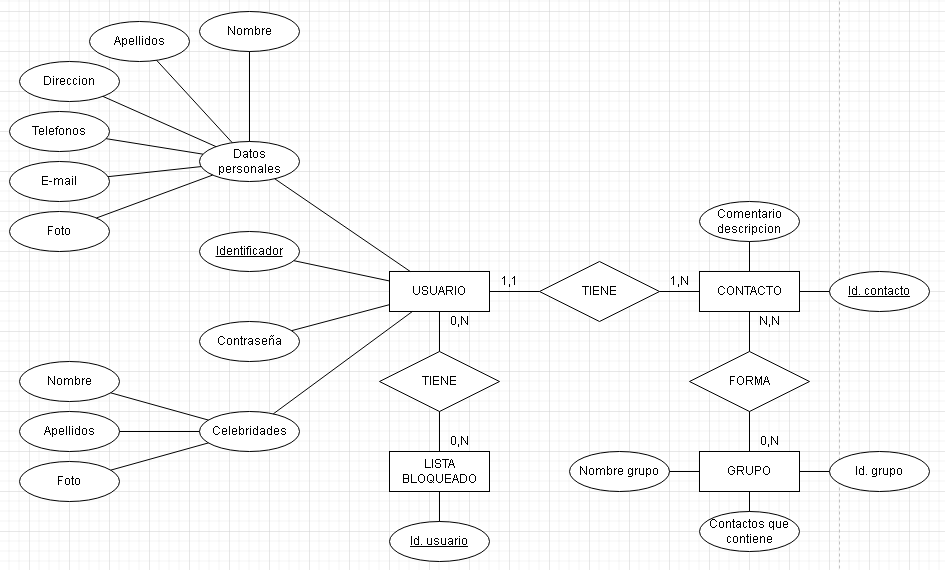 Nombre
Apellidos
Direccion
Telefonos
E-mail
Foto
Datos
personales
Identificador
Contraseña
USUARIO
1,1
TIENE
1,N
CONTACTO
Comentario
descripcion
Id. contacto
0,N
TIENE
0,N
N,N
FORMA
0,N
Nombre
Apellidos
Foto
Celebridades
LISTA
BLOQUEADO
Id. usuario
Nombre grupo
GRUPO
Id. grupo
Contactos que
contiene